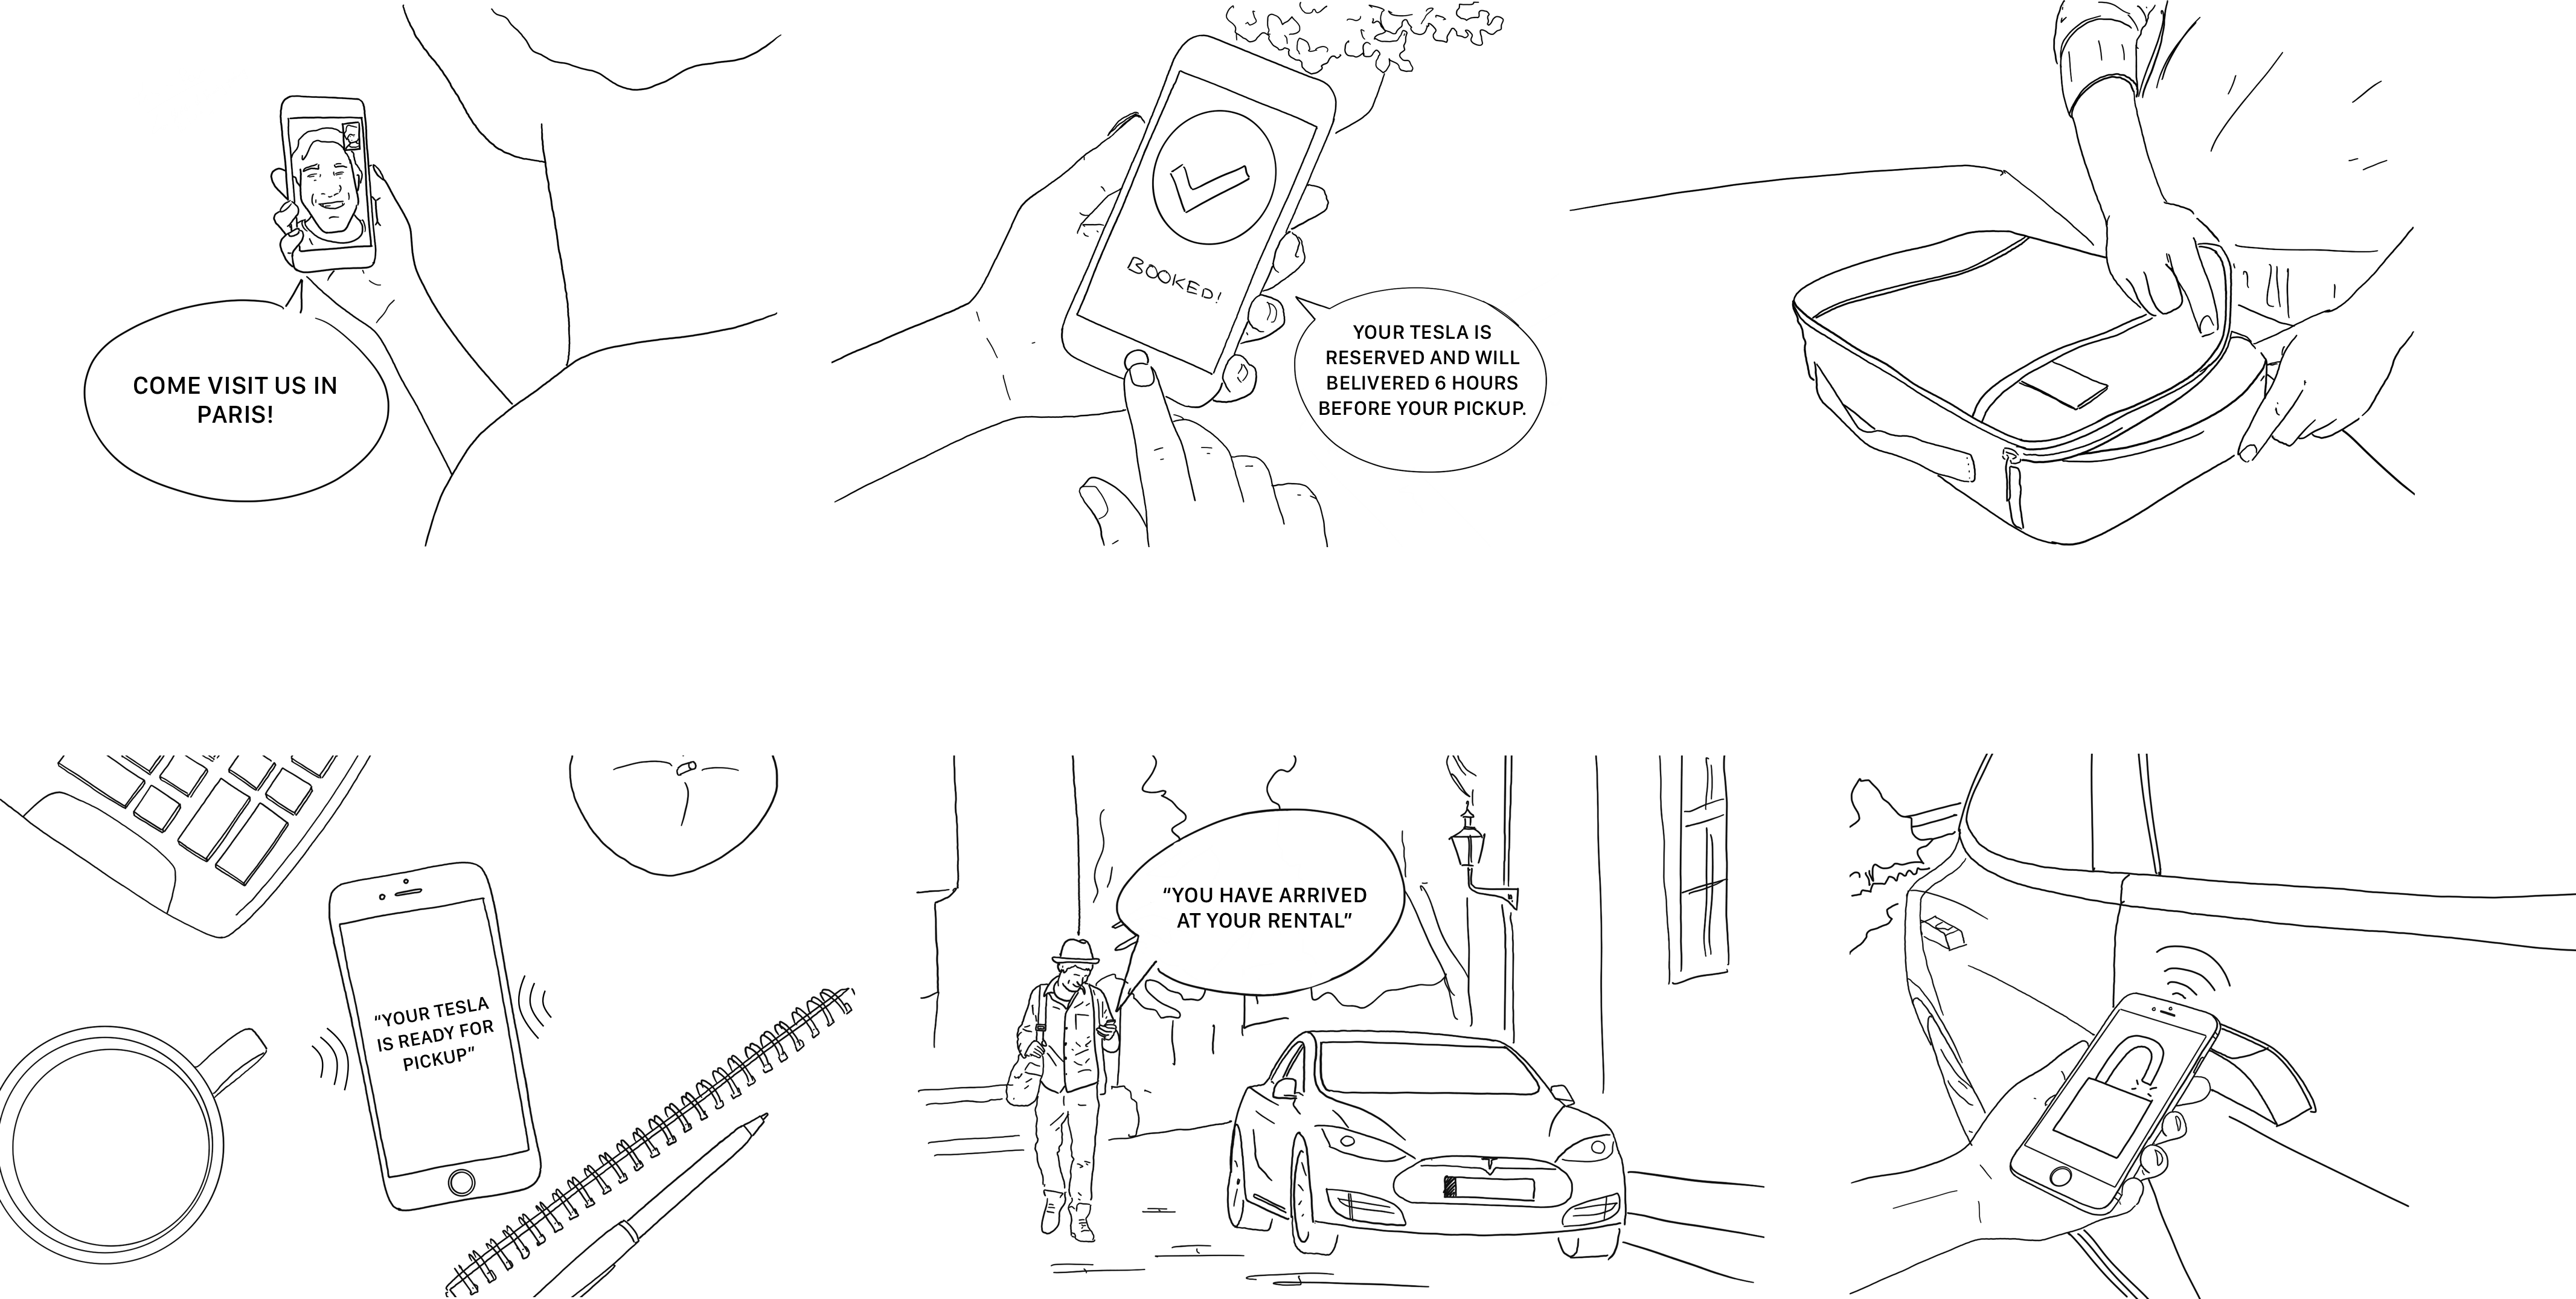 COME VISIT US IN
PARIS!
BOOKED!
YOUR TESLA IS
RESERVED AND WILL
BELIVERED 6 HOURS
BEFORE YOUR PICKUP.
“YOUR TESLA
IS READY FOR
PICKUP”
“YOU HAVE ARRIVED
AT YOUR RENTAL”